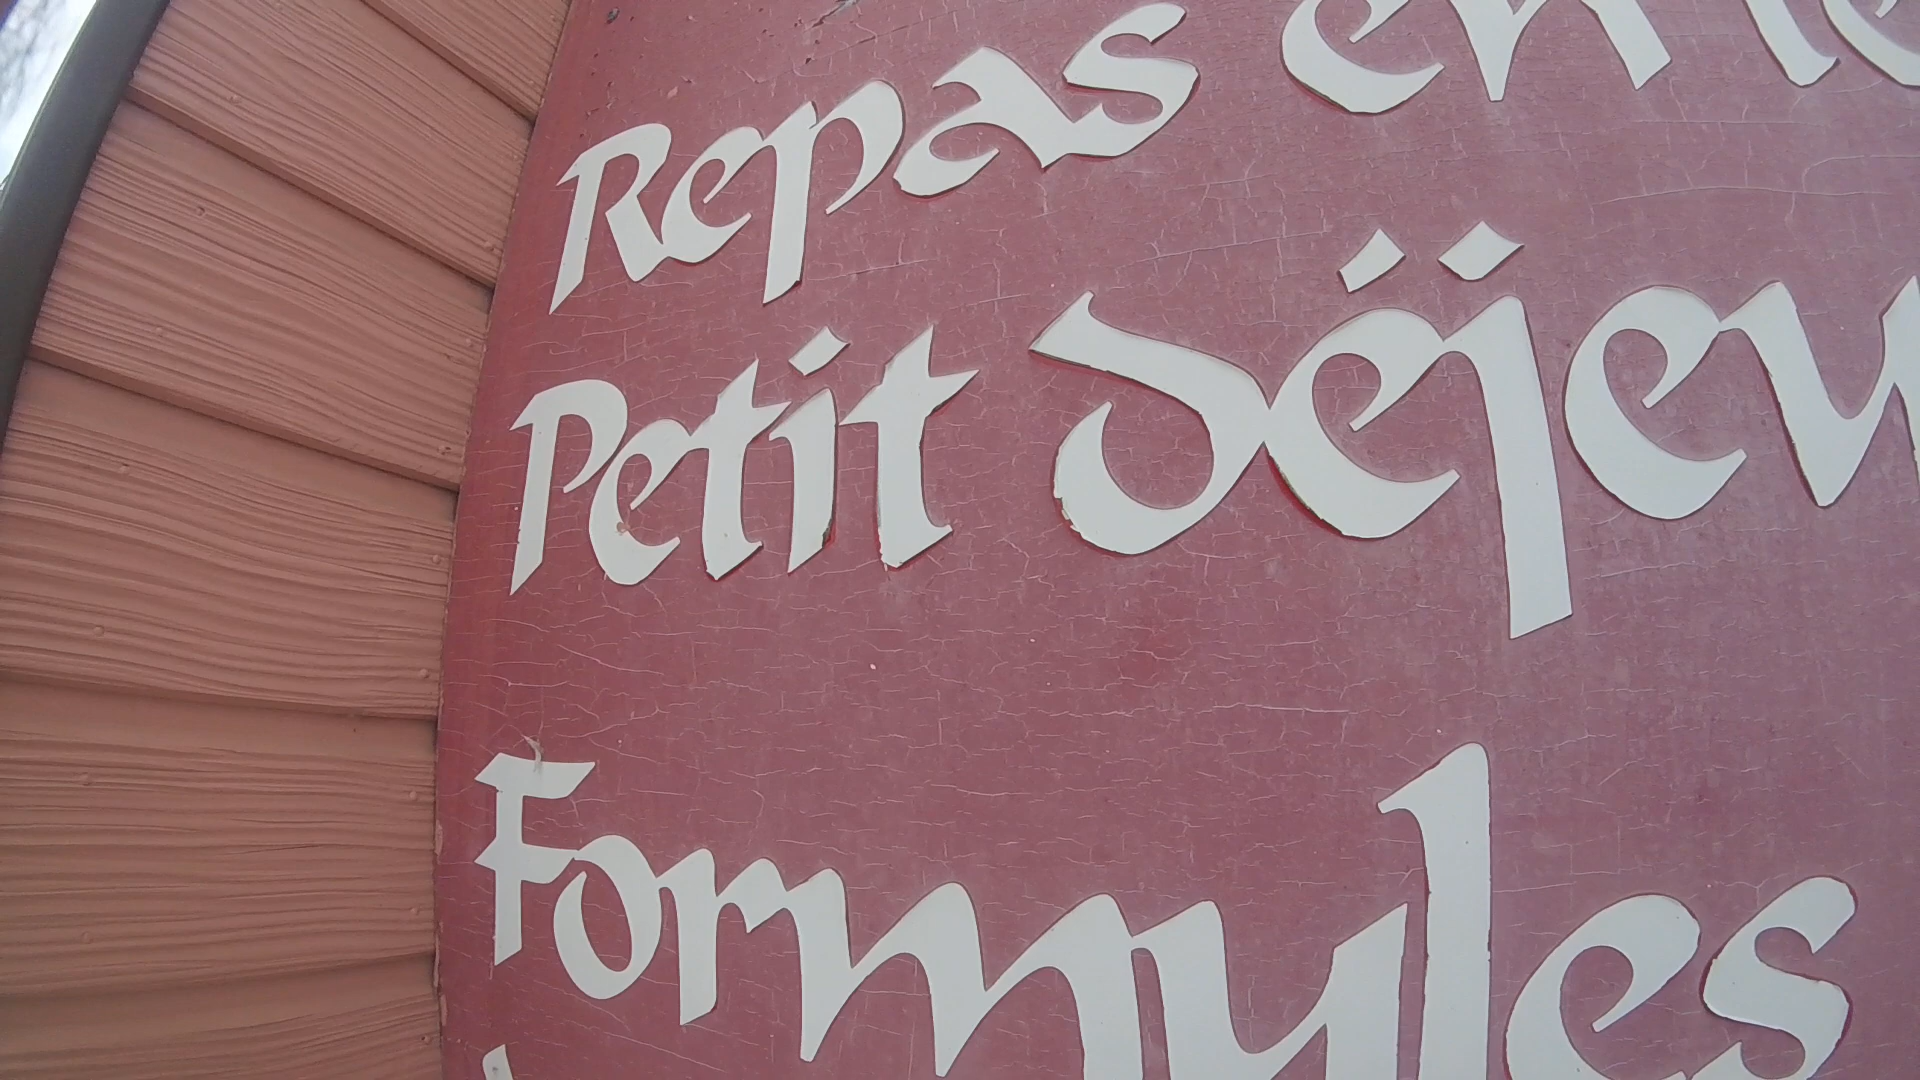 Repas en
Petit déjeu
Formules